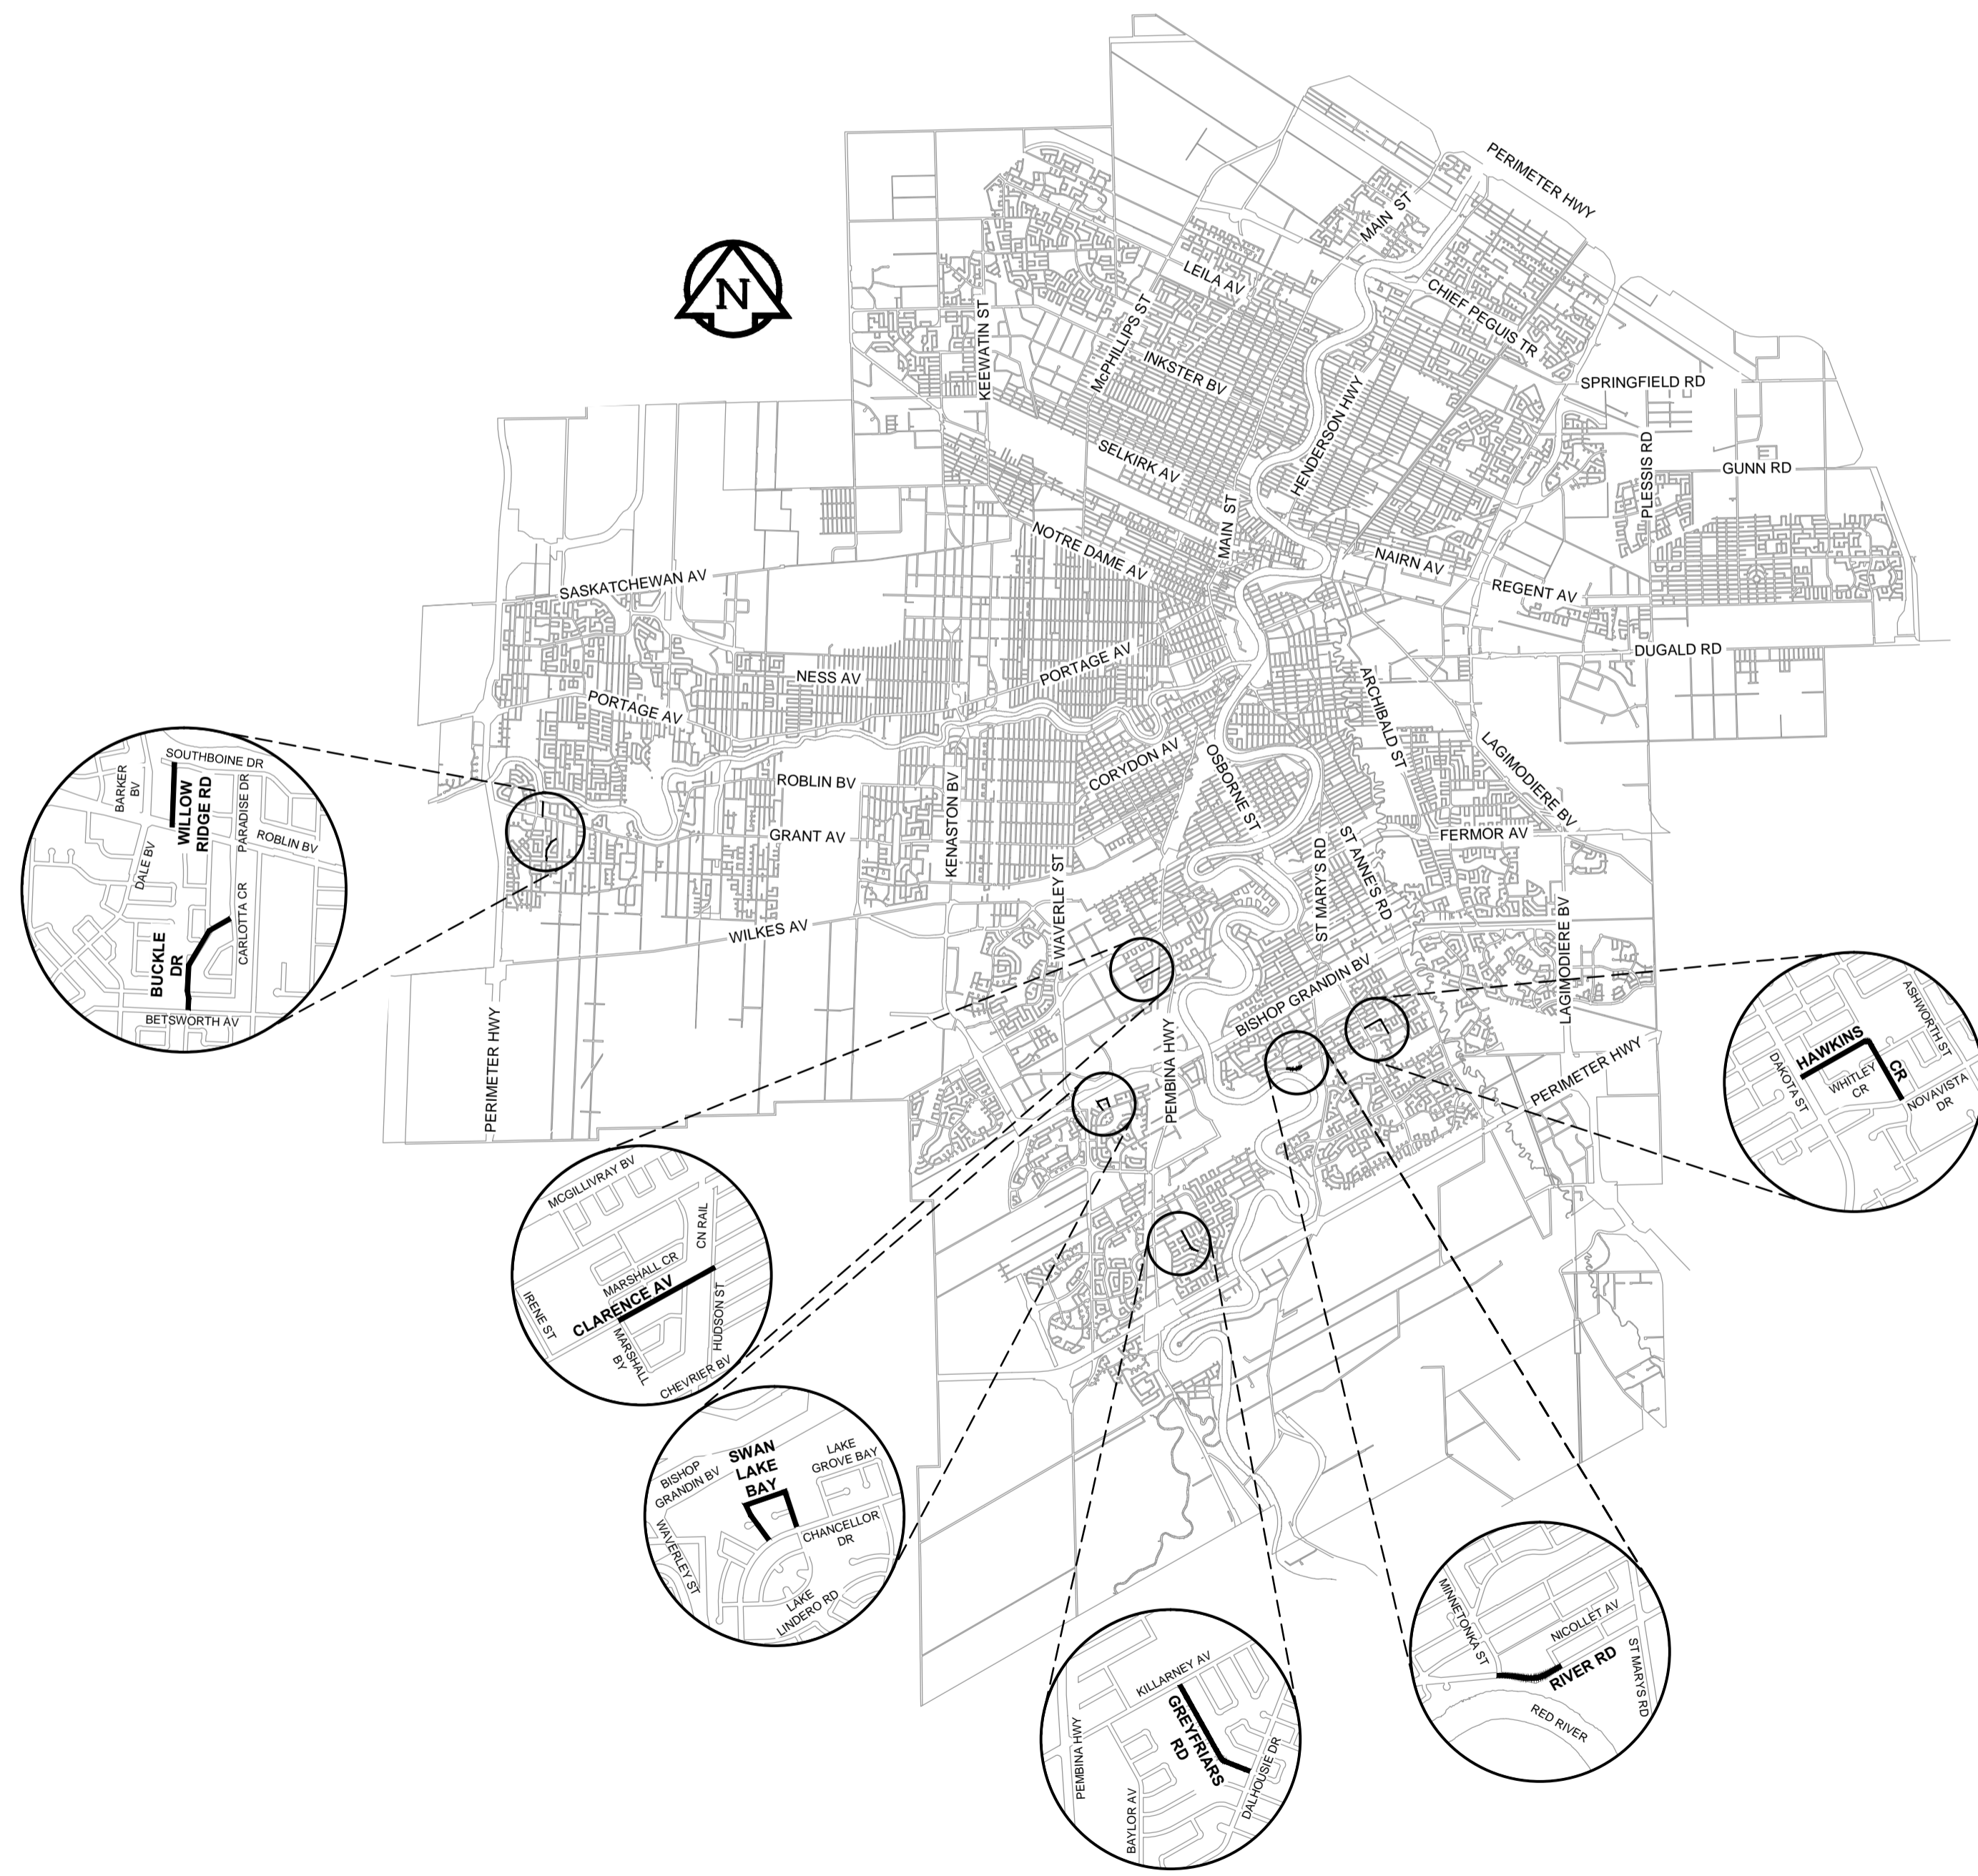 PERIMETER HWY
MAIN ST
N
LEILA AV
CHIEF PEGUIS TR
KEEWATIN ST
McPHILLIPS ST
INKSTER BV
SPRINGFIELD RD
HENDERSON HWY
SELKIRK AV
PLESSIS RD
GUNN RD
MAIN ST
NOTRE DAME AV
NAIRN AV
SASKATCHEWAN AV
REGENT AV
DUGALD RD
NESS AV
PORTAGE AV
PORTAGE AV
ARCHIBALD ST
LAGIMODIERE BV
CORYDON AV
OSBORNE ST
ROBLIN BV
KENASTON BV
GRANT AV
FERMOR AV
ST MARY'S RD
ST ANNE'S RD
WAVERLEY ST
WILKES AV
LAGIMODIERE BV
BISHOP GRANDIN BV
PERIMETER HWY
PEMBINA HWY
PERIMETER HWY
SOUTHBOINE DR
BARKER
BV
WILLOW
RIDGE RD
PARADISE DR
ROBLIN BV
DALE BV
CARLOTTA CR
BUCKLE
DR
BETSWORTH AV
ASHWORTH ST
HAWKINS
CR
DAKOTA ST
WHITLEY
CR
NOVAVISTA
DR
MCGILLIVRAY BV
CN RAIL
MARSHALL CR
CLARENCE AV
IRENE ST
MARSHALL
BY
HUDSON ST
CHEVRIER BV
SWAN
LAKE
BAY
LAKE
GROVE BAY
BISHOP
GRANDIN BV
WAVERLEY ST
CHANCELLOR
DR
LAKE
LINDERO RD
KILLARNEY AV
GREYFRIARS
RD
PEMBINA HWY
BAYLOR AV
DALHOUSIE DR
MINNETONKA ST
NICOLLET AV
RIVER RD
ST MARYS RD
RED RIVER